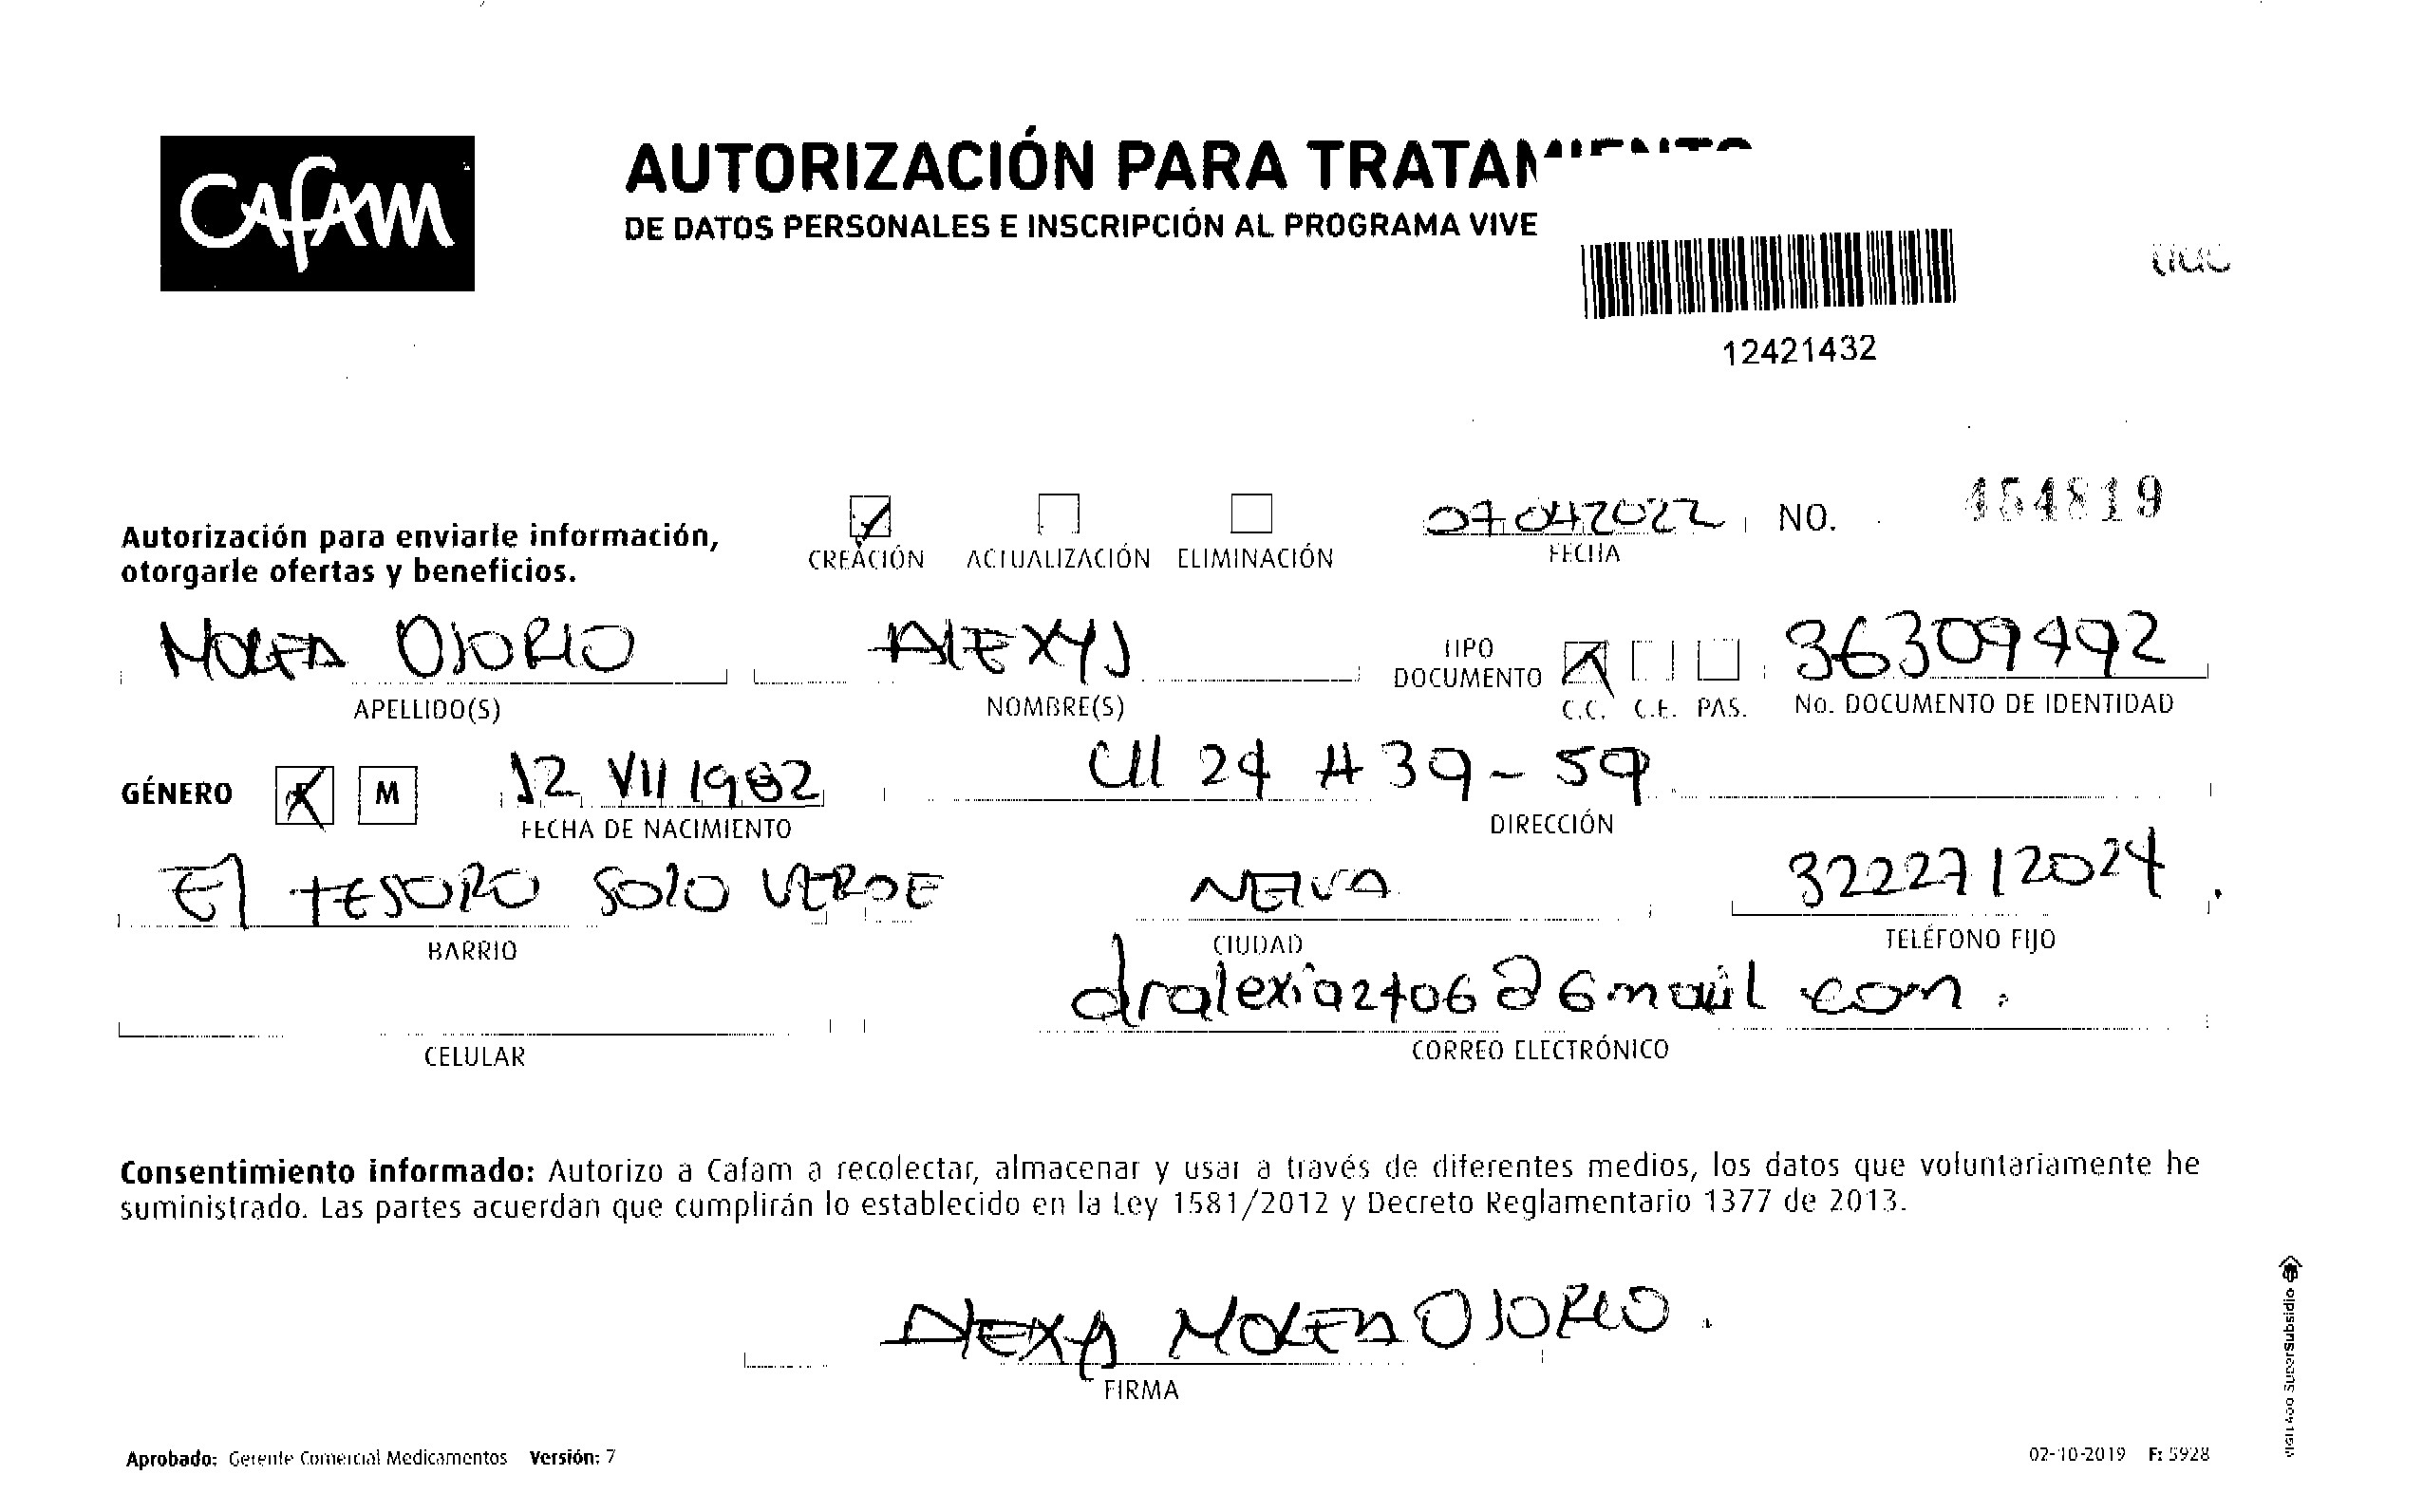 Cafam
AUTORIZACIÓN PARA TRATAMIENTO
DE DATOS PERSONALES E INSCRIPCIÓN AL PROGRAMA VIVE
12421432
Autorización para enviarle información,
otorgarle ofertas y beneficios.
CREACIÓN ACTUALIZACIÓN ELIMINACIÓN
07042022 NO. 454819
FECHA
ALEXYS
APELLIDO(S) NOMBRE(S)
TIPO
DOCUMENTO
C.C. C.E. PAS.
36309492
No. DOCUMENTO DE IDENTIDAD
GÉNERO M
12 VII 1982
FECHA DE NACIMIENTO
Cll 24 # 39 - 59
DIRECCIÓN
El TESORO SOlO VERDE
BARRIO
NEIVA
CIUDAD
3222712024
TELÉFONO FIJO
CELULAR
dralexia2406@Gmail com.
CORREO ELECTRÓNICO
Consentimiento informado: Autorizo a Cafam a recolectar, almacenar y usar a través de diferentes medios, los datos que voluntariamente he
suministrado. Las partes acuerdan que cumplirán lo establecido en la Ley 1581/2012 y Decreto Reglamentario 1377 de 2013.
FIRMA
Aprobado: Gerente Comercial Medicamentos Versión: 7
02-10-2019 F: 5928
VIGILADO SuperSubsidio